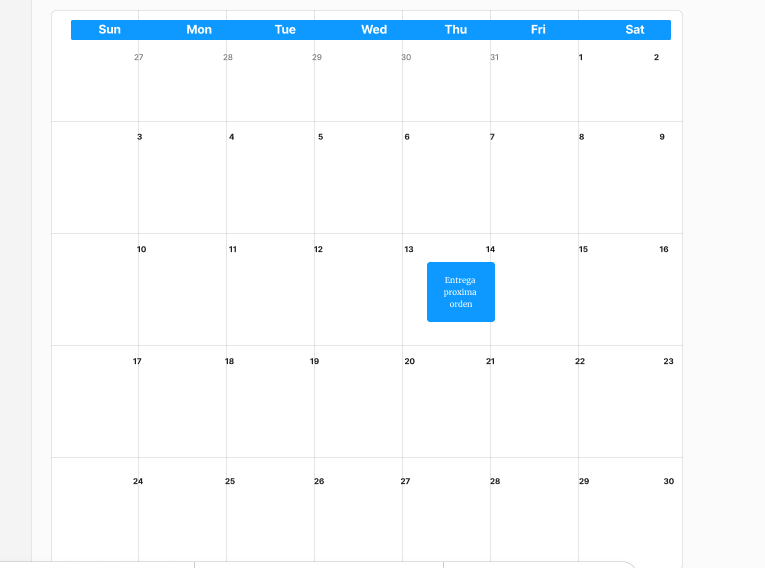 Sun Mon Tue Wed Thu Fri Sat
27 28 29 30 31 1 2
3 4 5 6 7 8 9
10 11 12 13 14 15 16
Entrega
proxima
orden
17 18 19 20 21 22 23
24 25 26 27 28 29 30